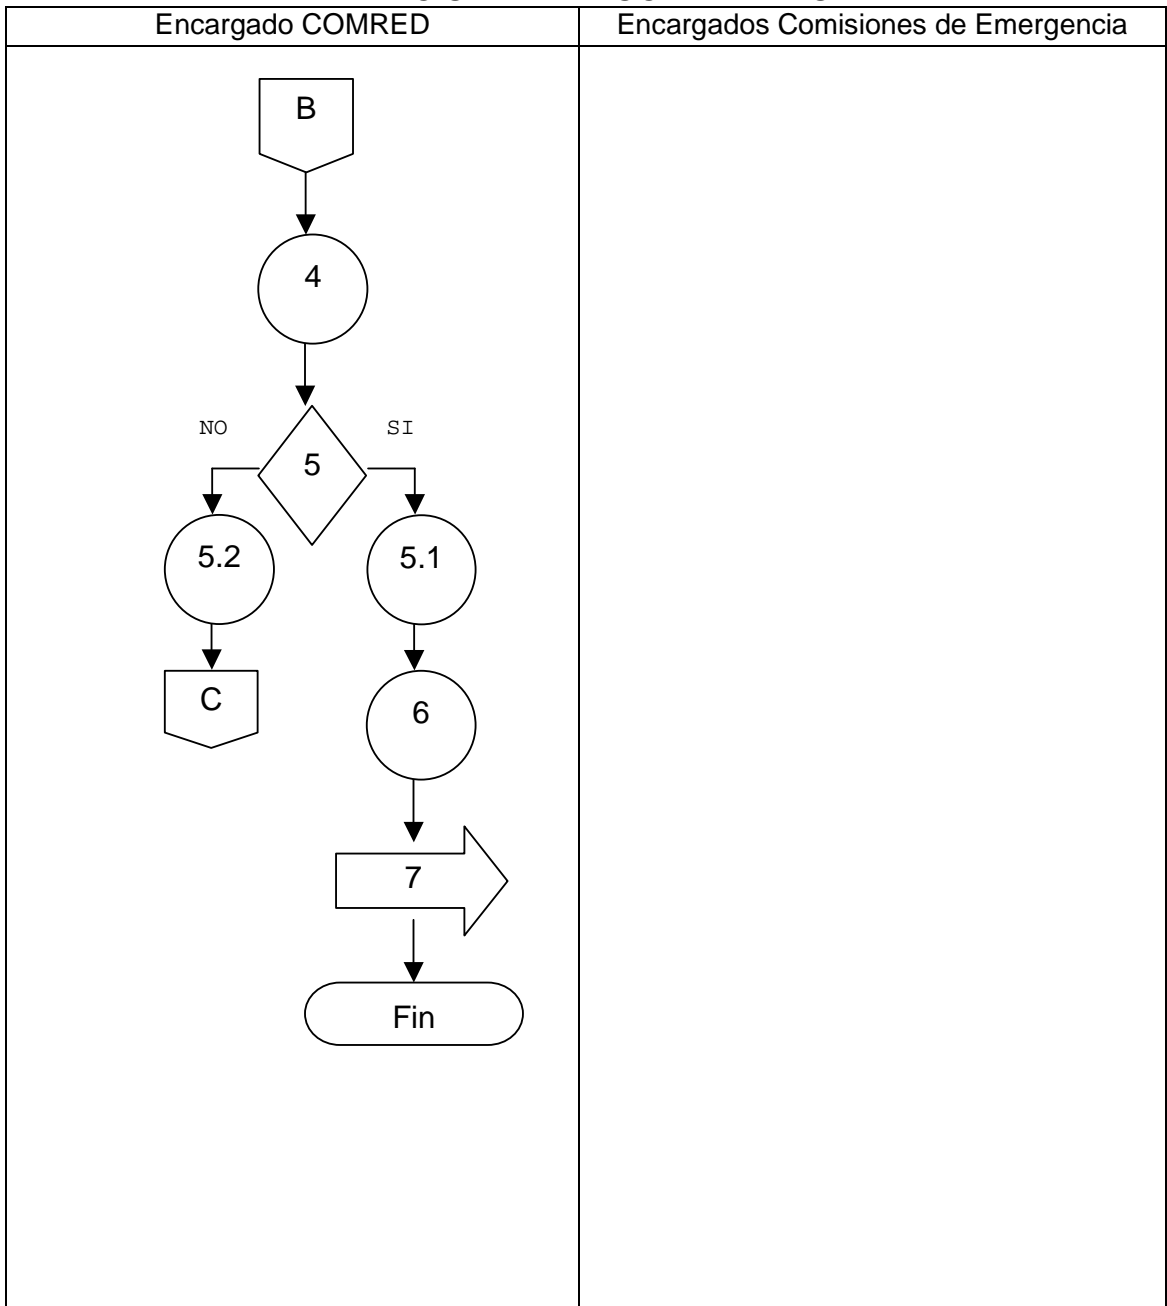 Encargado COMRED
Encargados Comisiones de Emergencia
B
4
NO
SI
5
5.2
5.1
C
6
7
Fin